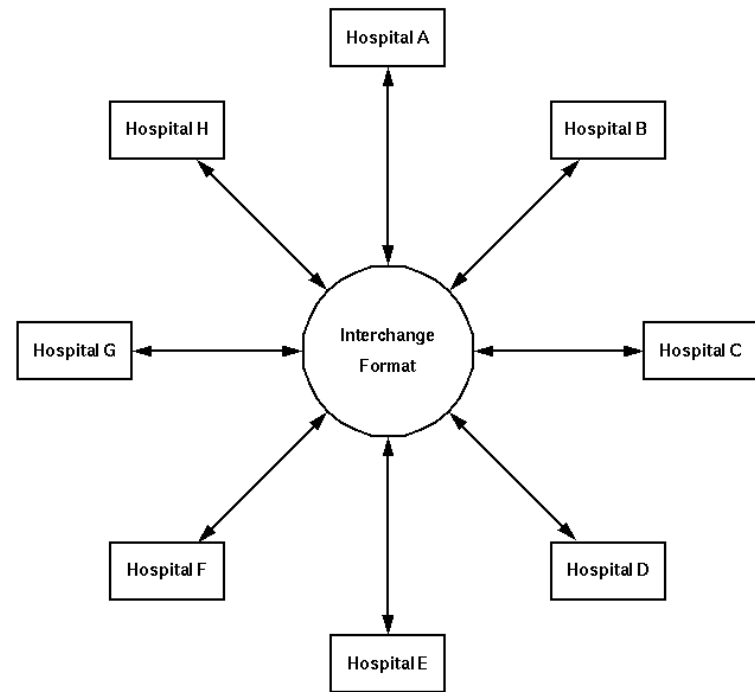 Hospital A
Hospital H
Hospital B
Interchange
Format
Hospital G
Hospital C
Hospital F
Hospital D
Hospital E